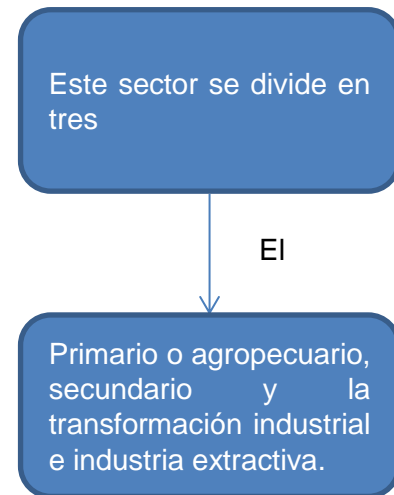 Este sector se divide en
tres
El
Primario o agropecuario,
secundario y la
transformación industrial
e industria extractiva.